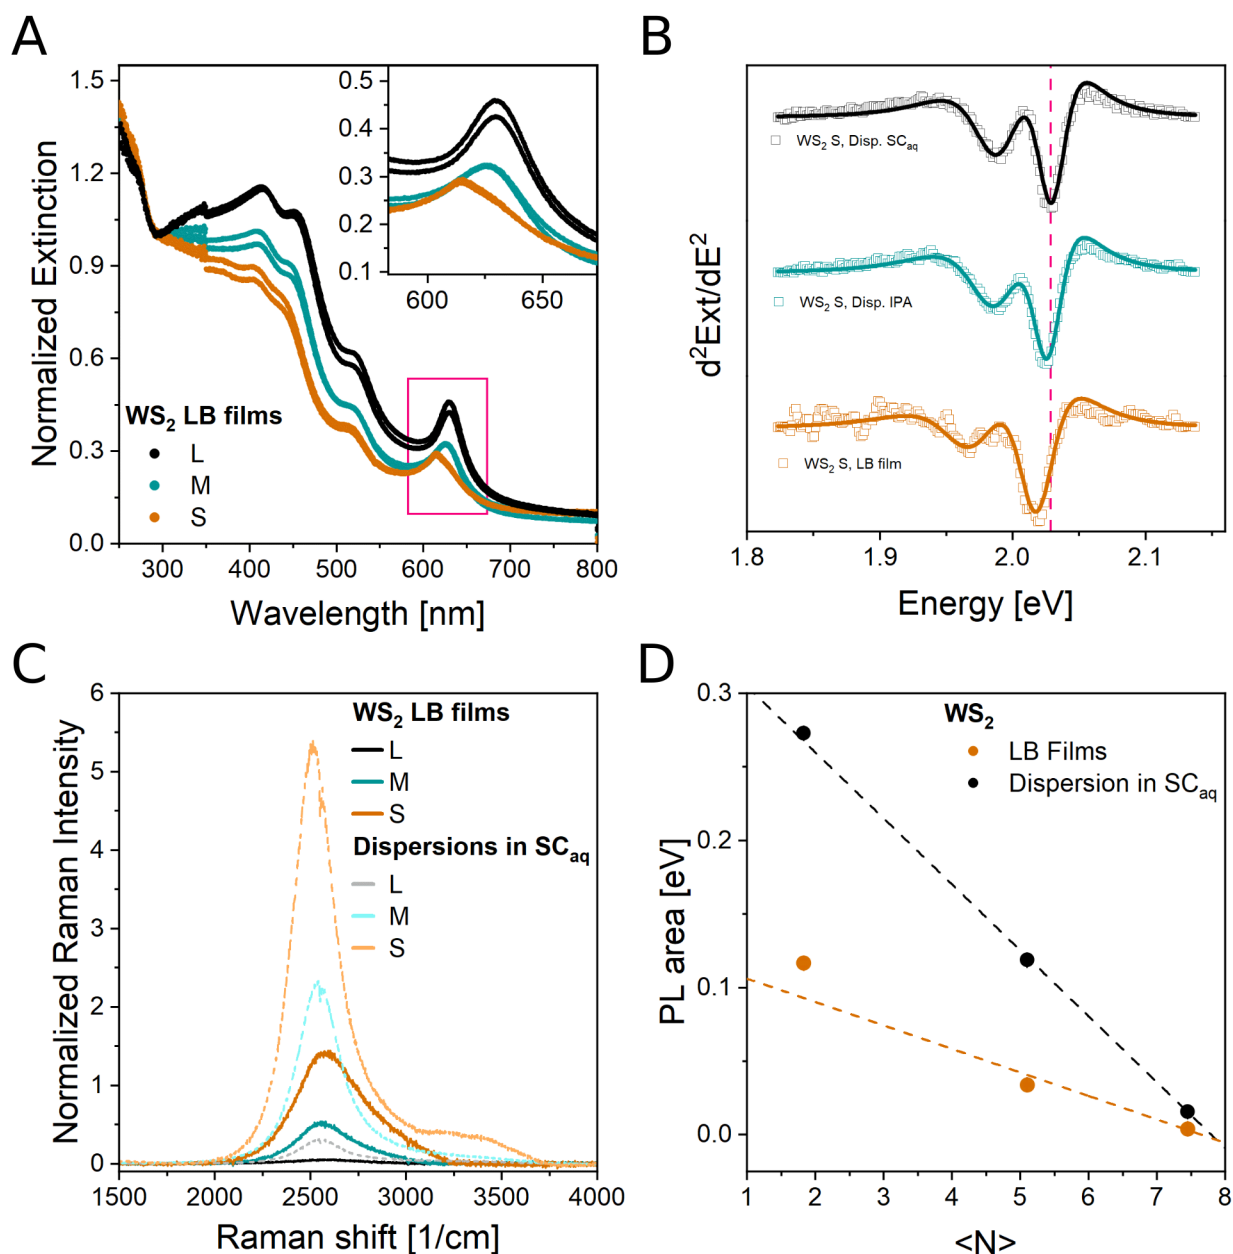 A
Normalized Extinction
1.5
1.2
0.9
0.6
0.3
0.0
0.5
0.4
0.3
0.2
0.1
600
650
WS₂ LB films
L
M
S
300
400
500
600
700
800
Wavelength [nm]
B
d²Ext/dE²
WS₂ S, Disp. SCaq
WS₂ S, Disp. IPA
WS₂ S, LB film
1.8
1.9
2.0
2.1
Energy [eV]
C
Normalized Raman Intensity
6
5
4
3
2
1
0
WS₂ LB films
L
M
S
Dispersions in SCaq
L
M
S
1500
2000
2500
3000
3500
4000
Raman shift [1/cm]
D
PL area [eV]
0.3
0.2
0.1
0.0
WS₂
LB Films
Dispersion in SCaq
1
2
3
4
5
6
7
8
<N>